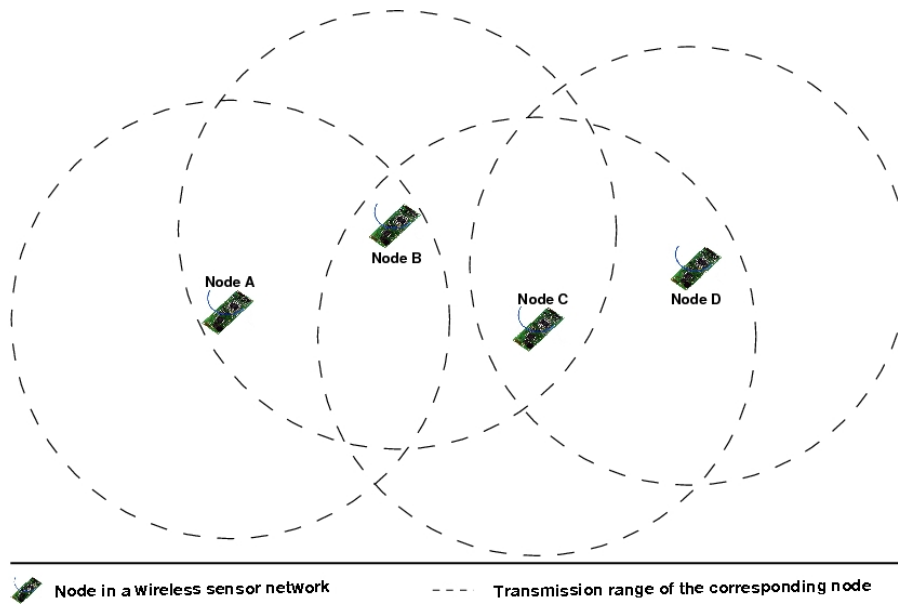 Node B
Node A
Node D
Node C
Node in a wireless sensor network
Transmission range of the corresponding node